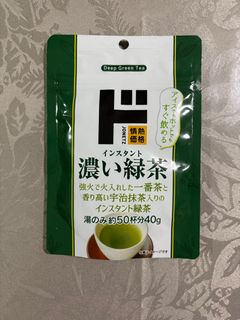 Deep Green Tea
ド
情熱価格
JONETZ
アイスもホットも
すぐ飲める
インスタント
濃い緑茶
強火で火入れした一番茶と
香り高い宇治抹茶入りの
インスタント緑茶
湯のみ約50杯分40g